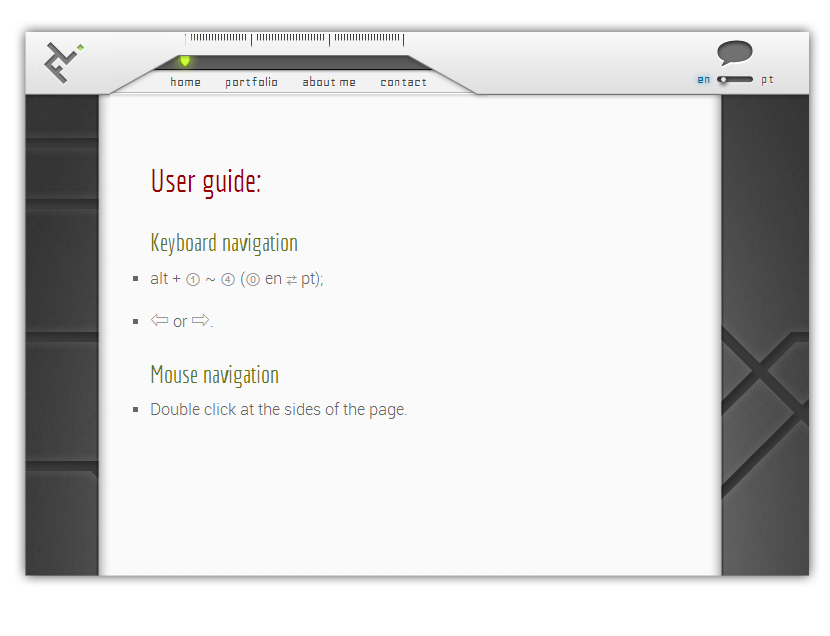 home portfolio about me contact
en pt
User guide:
Keyboard navigation
alt + ① ~ ④ (⓪ en ⇄ pt);
⇦ or ⇨.
Mouse navigation
Double click at the sides of the page.